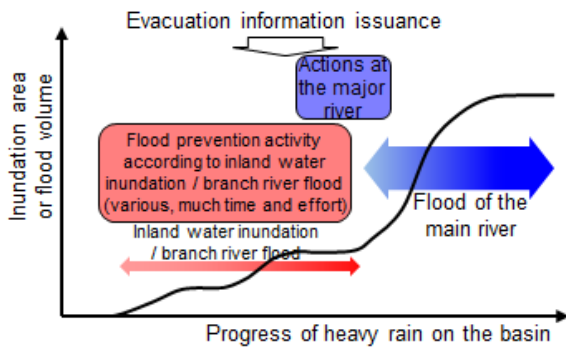 Evacuation information issuance
Actions at
the major
river
Inundation area
or flood volume
Flood prevention activity
according to inland water
inundation / branch river flood
(various, much time and effort)
Inland water inundation
/ branch river flood
Flood of the
main river
Progress of heavy rain on the basin